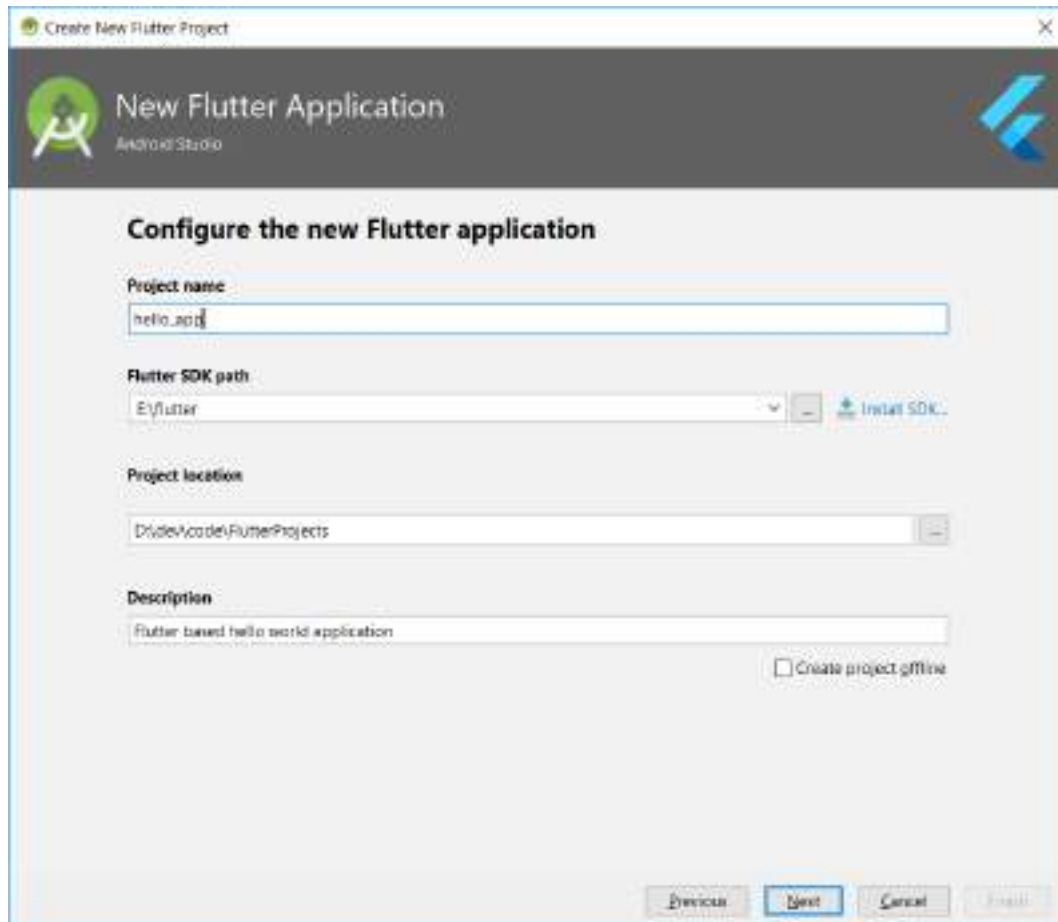 Create New Flutter Project
New Flutter Application
Android Studio
Configure the new Flutter application
Project name
hello_app
Flutter SDK path
E:\flutter
... Install SDK...
Project location
D:\dev\code\FlutterProjects
...
Description
Flutter based hello world application
Create project offline
Previous Next Cancel Finish